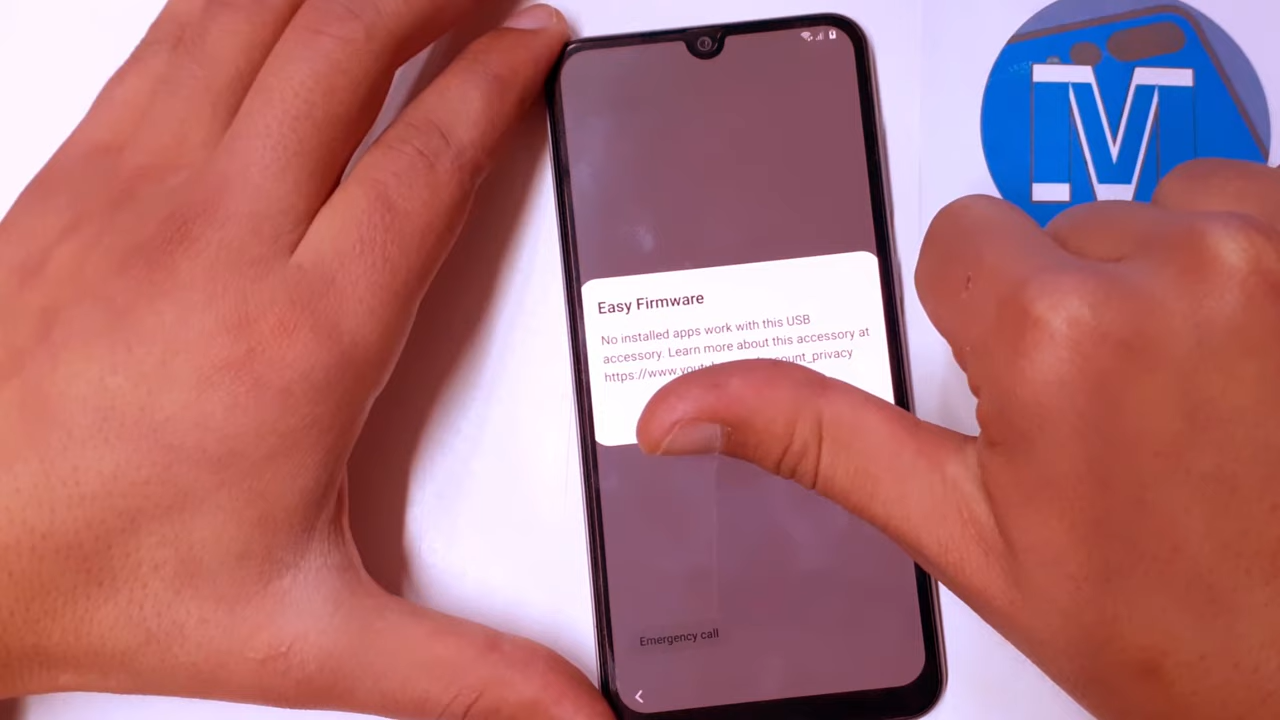 M
Easy Firmware
No installed apps work with this USB
accessory. Learn more about this accessory at
https://www.yout
Emergency call